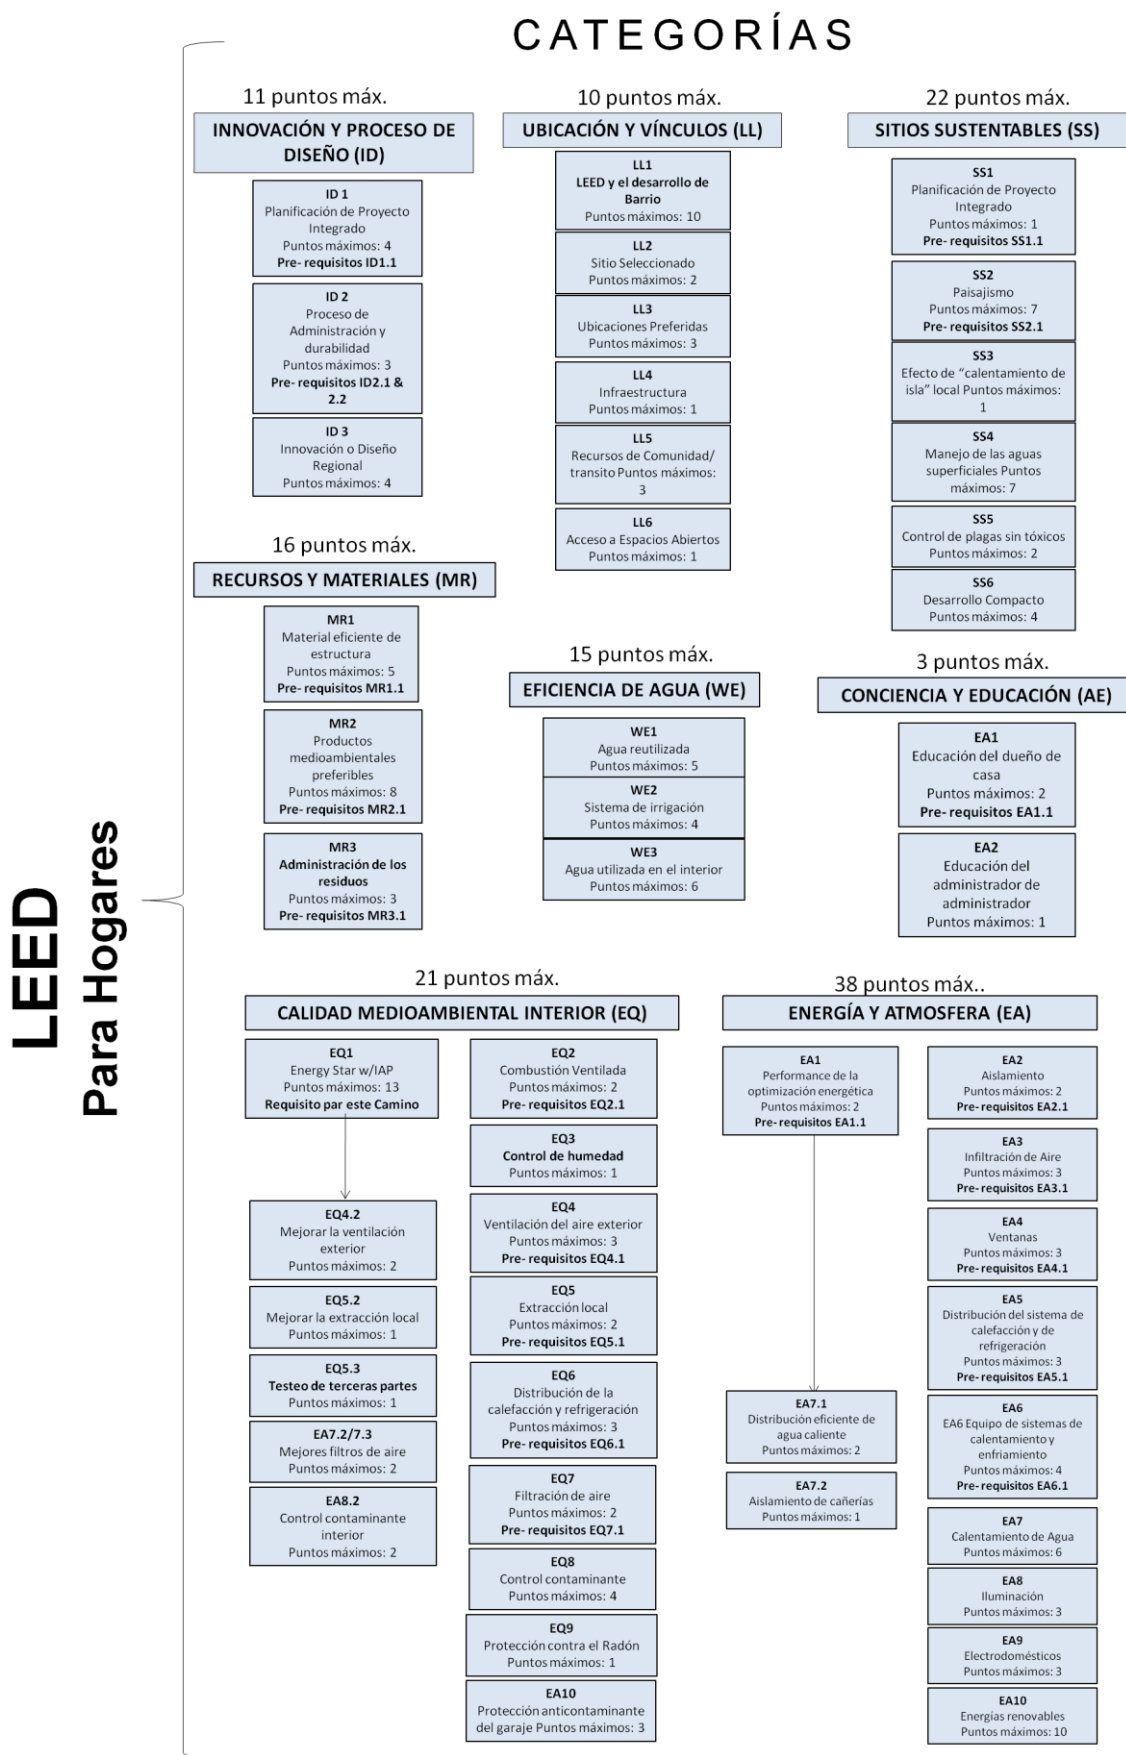 CATEGORÍAS
LEED
Para Hogares
11 puntos máx.
INNOVACIÓN Y PROCESO DE
DISEÑO (ID)
ID 1
Planificación de Proyecto
Integrado
Puntos máximos: 4
Pre- requisitos ID1.1
ID 2
Proceso de
Administración y
durabilidad
Puntos máximos: 3
Pre- requisitos ID2.1 &
2.2
ID 3
Innovación o Diseño
Regional
Puntos máximos: 4
10 puntos máx.
UBICACIÓN Y VÍNCULOS (LL)
LL1
LEED y el desarrollo de
Barrio
Puntos máximos: 10
LL2
Sitio Seleccionado
Puntos máximos: 2
LL3
Ubicaciones Preferidas
Puntos máximos: 3
LL4
Infraestructura
Puntos máximos: 1
LL5
Recursos de Comunidad/
transito Puntos máximos:
3
LL6
Acceso a Espacios Abiertos
Puntos máximos: 1
22 puntos máx.
SITIOS SUSTENTABLES (SS)
SS1
Planificación de Proyecto
Integrado
Puntos máximos: 1
Pre- requisitos SS1.1
SS2
Paisajismo
Puntos máximos: 7
Pre- requisitos SS2.1
SS3
Efecto de “calentamiento de
isla” local Puntos máximos:
1
SS4
Manejo de las aguas
superficiales Puntos
máximos: 7
SS5
Control de plagas sin tóxicos
Puntos máximos: 2
SS6
Desarrollo Compacto
Puntos máximos: 4
16 puntos máx.
RECURSOS Y MATERIALES (MR)
MR1
Material eficiente de
estructura
Puntos máximos: 5
Pre- requisitos MR1.1
MR2
Productos
medioambientales
preferibles
Puntos máximos: 8
Pre- requisitos MR2.1
MR3
Administración de los
residuos
Puntos máximos: 3
Pre- requisitos MR3.1
15 puntos máx.
EFICIENCIA DE AGUA (WE)
WE1
Agua reutilizada
Puntos máximos: 5
WE2
Sistema de irrigación
Puntos máximos: 4
WE3
Agua utilizada en el interior
Puntos máximos: 6
3 puntos máx.
CONCIENCIA Y EDUCACIÓN (AE)
EA1
Educación del dueño de
casa
Puntos máximos: 2
Pre- requisitos EA1.1
EA2
Educación del
administrador de
administrador
Puntos máximos: 1
21 puntos máx.
CALIDAD MEDIOAMBIENTAL INTERIOR (EQ)
EQ1
Energy Star w/IAP
Puntos máximos: 13
Requisito par este Camino
EQ4.2
Mejorar la ventilación
exterior
Puntos máximos: 2
EQ5.2
Mejorar la extracción local
Puntos máximos: 1
EQ5.3
Testeo de terceras partes
Puntos máximos: 1
EA7.2/7.3
Mejores filtros de aire
Puntos máximos: 2
EA8.2
Control contaminante
interior
Puntos máximos: 2
EQ2
Combustión Ventilada
Puntos máximos: 2
Pre- requisitos EQ2.1
EQ3
Control de humedad
Puntos máximos: 1
EQ4
Ventilación del aire exterior
Puntos máximos: 3
Pre- requisitos EQ4.1
EQ5
Extracción local
Puntos máximos: 2
Pre- requisitos EQ5.1
EQ6
Distribución de la
calefacción y refrigeración
Puntos máximos: 3
Pre- requisitos EQ6.1
EQ7
Filtración de aire
Puntos máximos: 2
Pre- requisitos EQ7.1
EQ8
Control contaminante
Puntos máximos: 4
EQ9
Protección contra el Radón
Puntos máximos: 1
EA10
Protección anticontaminante
del garaje Puntos máximos: 3
38 puntos máx..
ENERGÍA Y ATMOSFERA (EA)
EA1
Performance de la
optimización energética
Puntos máximos: 2
Pre- requisitos EA1.1
EA7.1
Distribución eficiente de
agua caliente
Puntos máximos: 2
EA7.2
Aislamiento de cañerías
Puntos máximos: 1
EA2
Aislamiento
Puntos máximos: 2
Pre- requisitos EA2.1
EA3
Infiltración de Aire
Puntos máximos: 3
Pre- requisitos EA3.1
EA4
Ventanas
Puntos máximos: 3
Pre- requisitos EA4.1
EA5
Distribución del sistema de
calefacción y de
refrigeración
Puntos máximos: 3
Pre- requisitos EA5.1
EA6
EA6 Equipo de sistemas de
calentamiento y
enfriamiento
Puntos máximos: 4
Pre- requisitos EA6.1
EA7
Calentamiento de Agua
Puntos máximos: 6
EA8
Iluminación
Puntos máximos: 3
EA9
Electrodomésticos
Puntos máximos: 3
EA10
Energías renovables
Puntos máximos: 10